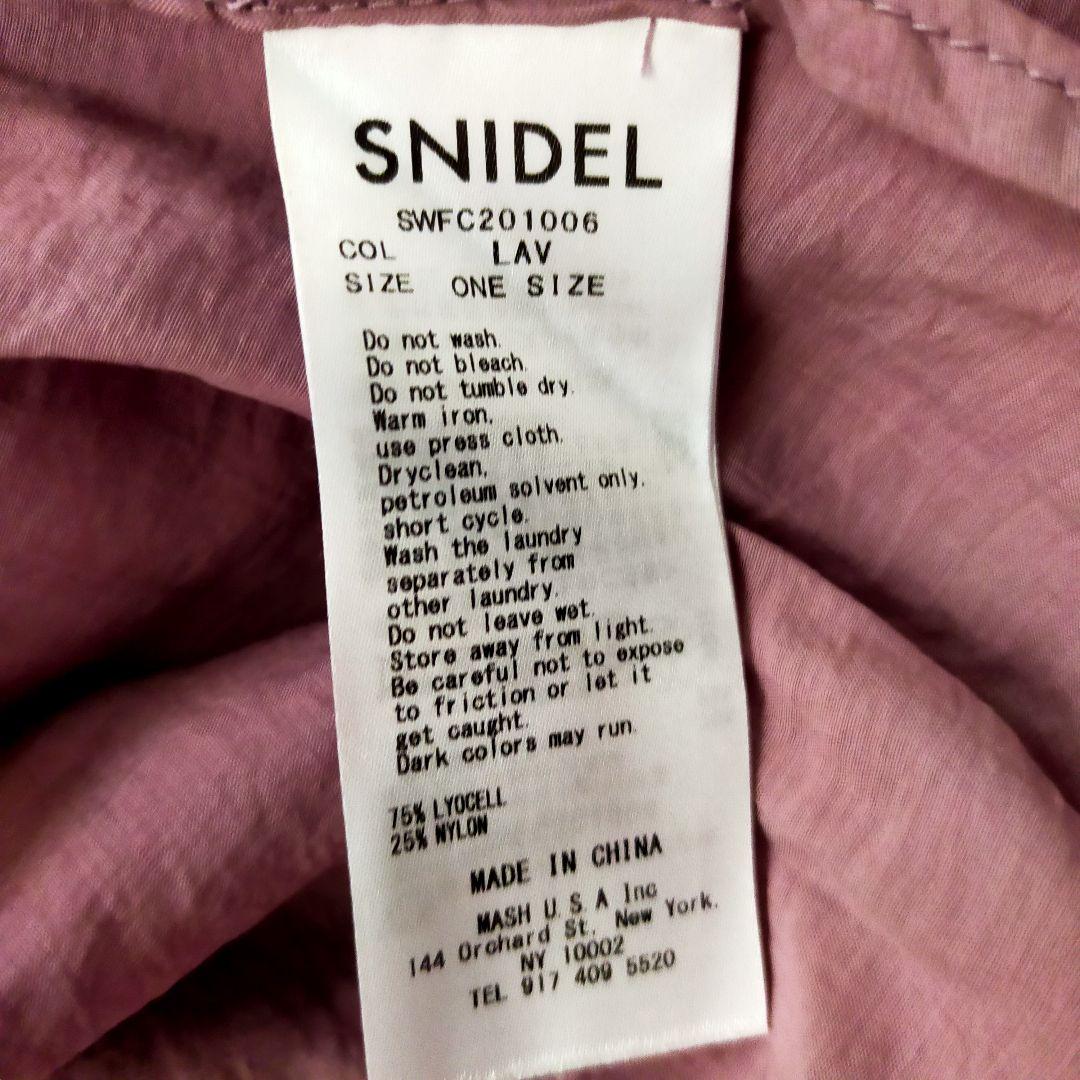 SNIDEL
SWFC201006
COL LAV
SIZE ONE SIZE
Do not wash.
Do not bleach.
Do not tumble dry.
Warm iron.
use press cloth.
Dryclean.
petroleum solvent only.
short cycle.
Wash the laundry
separately from
other laundry.
Do not leave wet.
Store away from light.
Be careful not to expose
to friction or let it
get caught.
Dark colors may run.
75% LYOCELL
25% NYLON
MADE IN CHINA
MASH U.S.A Inc
144 Orchard St. New York.
NY 10002
TEL 917 409 5520